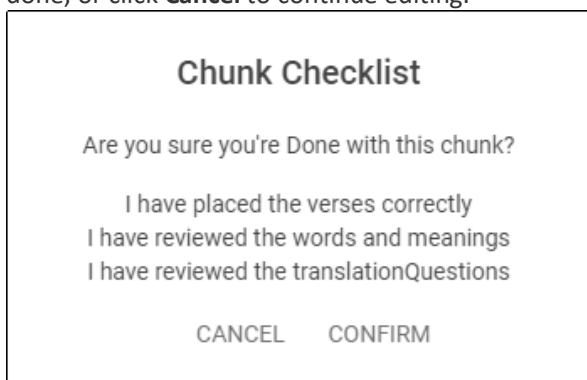 done, or click Cancel to continue editing.
Chunk Checklist
Are you sure you're Done with this chunk?
I have placed the verses correctly
I have reviewed the words and meanings
I have reviewed the translationQuestions
CANCEL CONFIRM